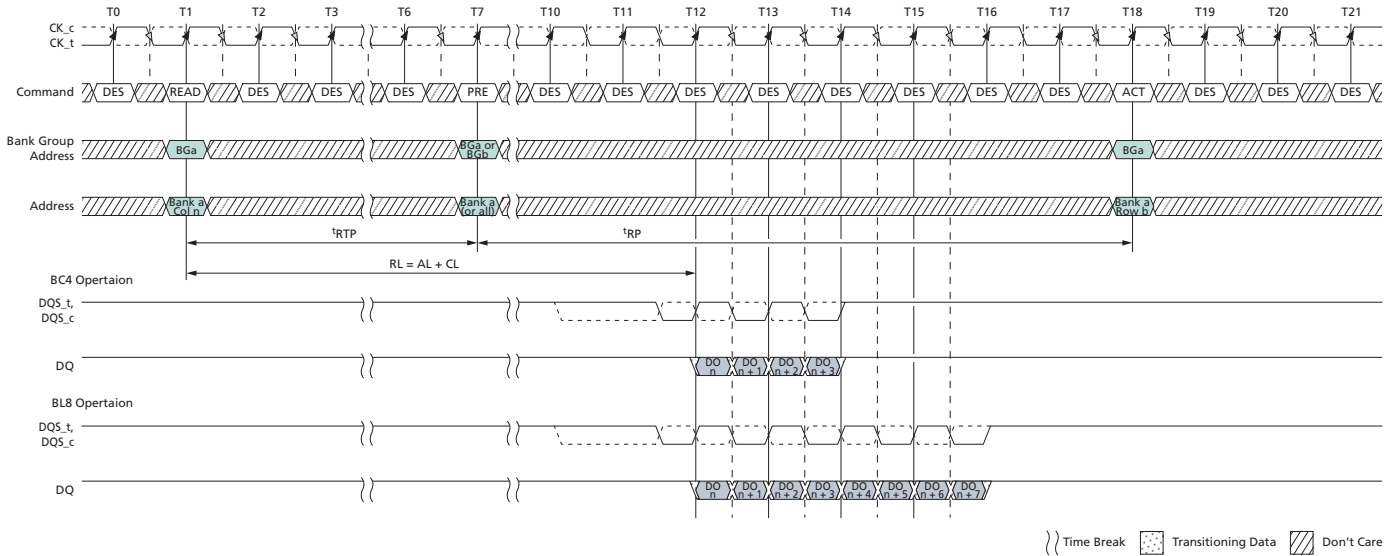 T0 T1 T2 T3 T6 T7 T10 T11 T12 T13 T14 T15 T16 T17 T18 T19 T20 T21
CK_c
CK_t
Command DES READ DES DES DES PRE DES DES DES DES DES DES DES DES ACT DES DES DES
Bank Group
Address
BGa
BGa or
BGb
BGa
Address
Bank a
Col n
Bank a
(or all)
Bank a
Row b
tRTP tRP
RL = AL + CL
BC4 Opertaion
DQS_t,
DQS_c
DQ
DO
n
DO
n + 1
DO
n + 2
DO
n + 3
BL8 Opertaion
DQS_t,
DQS_c
DQ
DO
n
DO
n + 1
DO
n + 2
DO
n + 3
DO
n + 4
DO
n + 5
DO
n + 6
DO
n + 7
Time Break Transitioning Data Don't Care